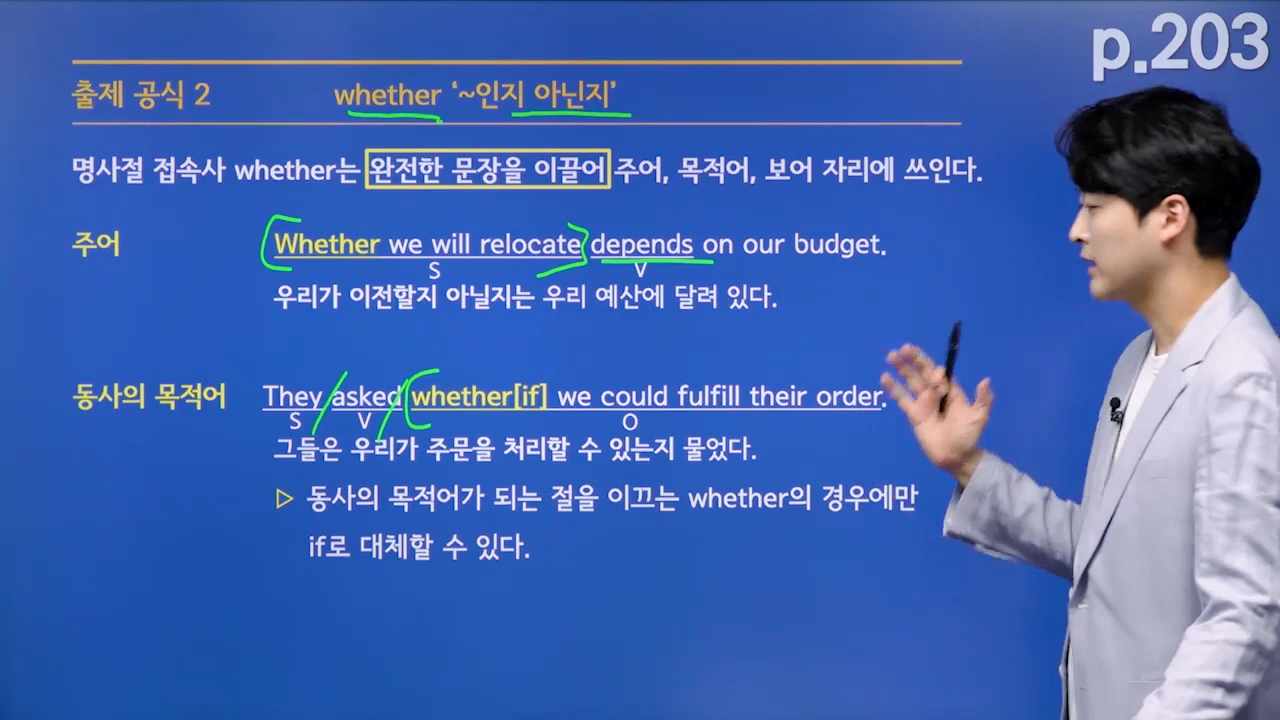 p.203
출제 공식 2 whether ‘~인지 아닌지’
명사절 접속사 whether는 완전한 문장을 이끌어 주어, 목적어, 보어 자리에 쓰인다.
주어 Whether we will relocate depends on our budget.
S V
우리가 이전할지 아닐지는 우리 예산에 달려 있다.
동사의 목적어 They asked whether[if] we could fulfill their order.
S V O
그들은 우리가 주문을 처리할 수 있는지 물었다.
▷ 동사의 목적어가 되는 절을 이끄는 whether의 경우에만
if로 대체할 수 있다.